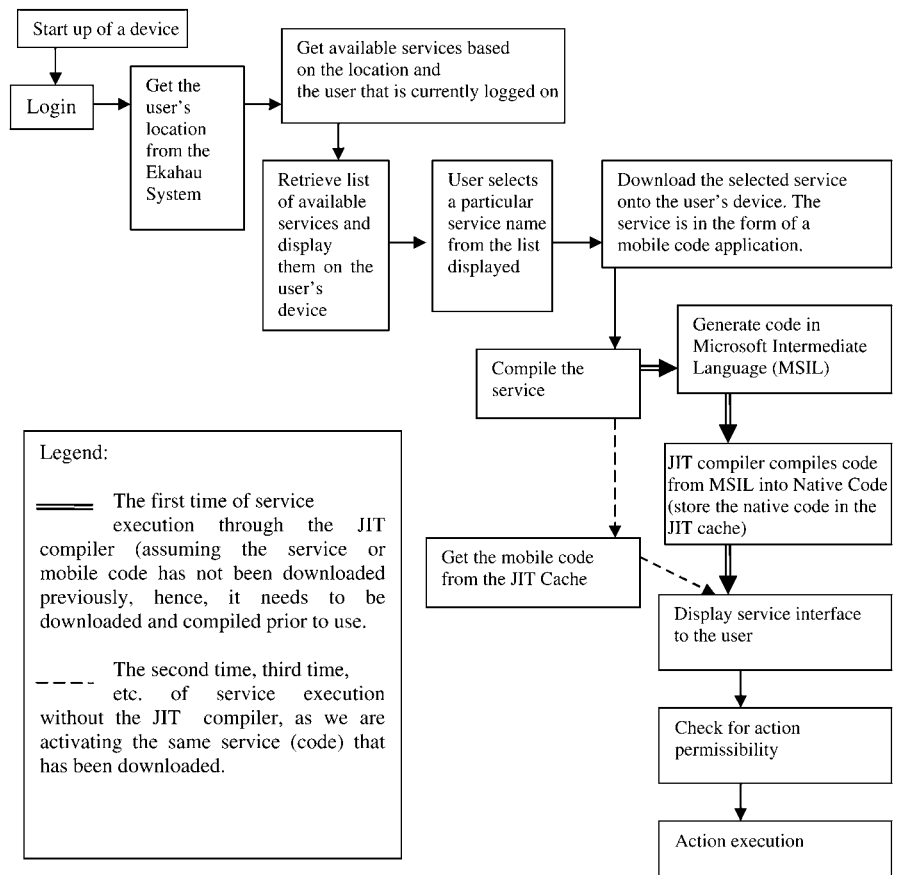 Start up of a device
Login
Get the
user's
location
from the
Ekahau
System
Get available services based
on the location and
the user that is currently logged on
Retrieve list
of available
services and
display
them on the
user's
device
User selects
a particular
service name
from the list
displayed
Download the selected service
onto the user's device. The
service is in the form of a
mobile code application.
Compile the
service
Generate code in
Microsoft Intermediate
Language (MSIL)
JIT compiler compiles code
from MSIL into Native Code
(store the native code in the
JIT cache)
Get the mobile code
from the JIT Cache
Display service interface
to the user
Check for action
permissibility
Action execution
Legend:
The first time of service
execution through the JIT
compiler (assuming the service or
mobile code has not been downloaded
previously, hence, it needs to be
downloaded and compiled prior to use.
The second time, third time,
etc. of service execution
without the JIT compiler, as we are
activating the same service (code) that
has been downloaded.